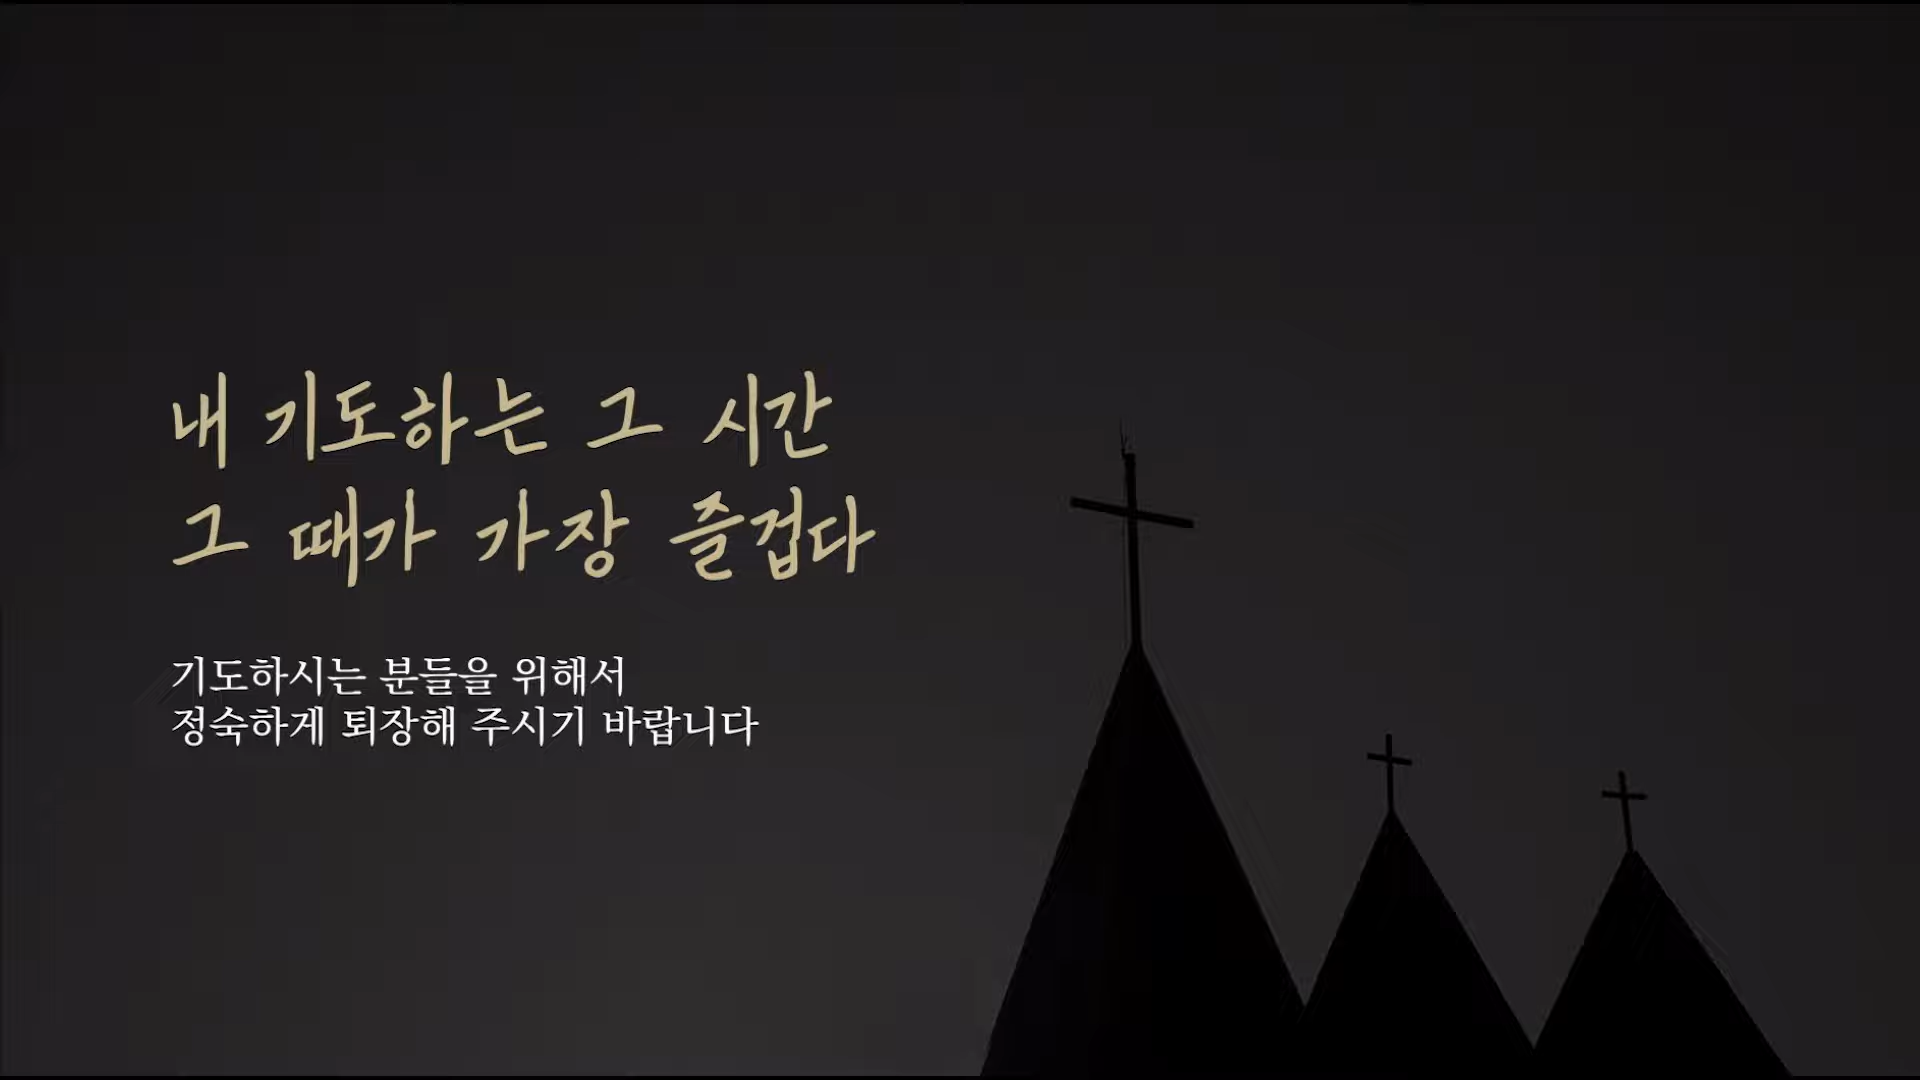 내 기도하는 그 시간
그 때가 가장 즐겁다
기도하시는 분들을 위해서
정숙하게 퇴장해 주시기 바랍니다